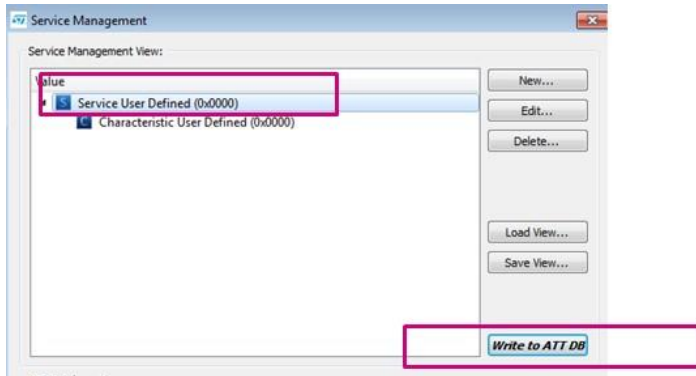 Service Management
Service Management View:
Value
Service User Defined (0x0000)
Characteristic User Defined (0x0000)
New...
Edit...
Delete...
Load View...
Save View...
Write to ATT DB